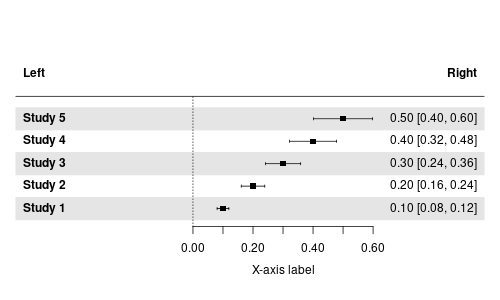 Left Right
Study 5 0.50 [0.40, 0.60]
Study 4 0.40 [0.32, 0.48]
Study 3 0.30 [0.24, 0.36]
Study 2 0.20 [0.16, 0.24]
Study 1 0.10 [0.08, 0.12]
0.00 0.20 0.40 0.60
X-axis label